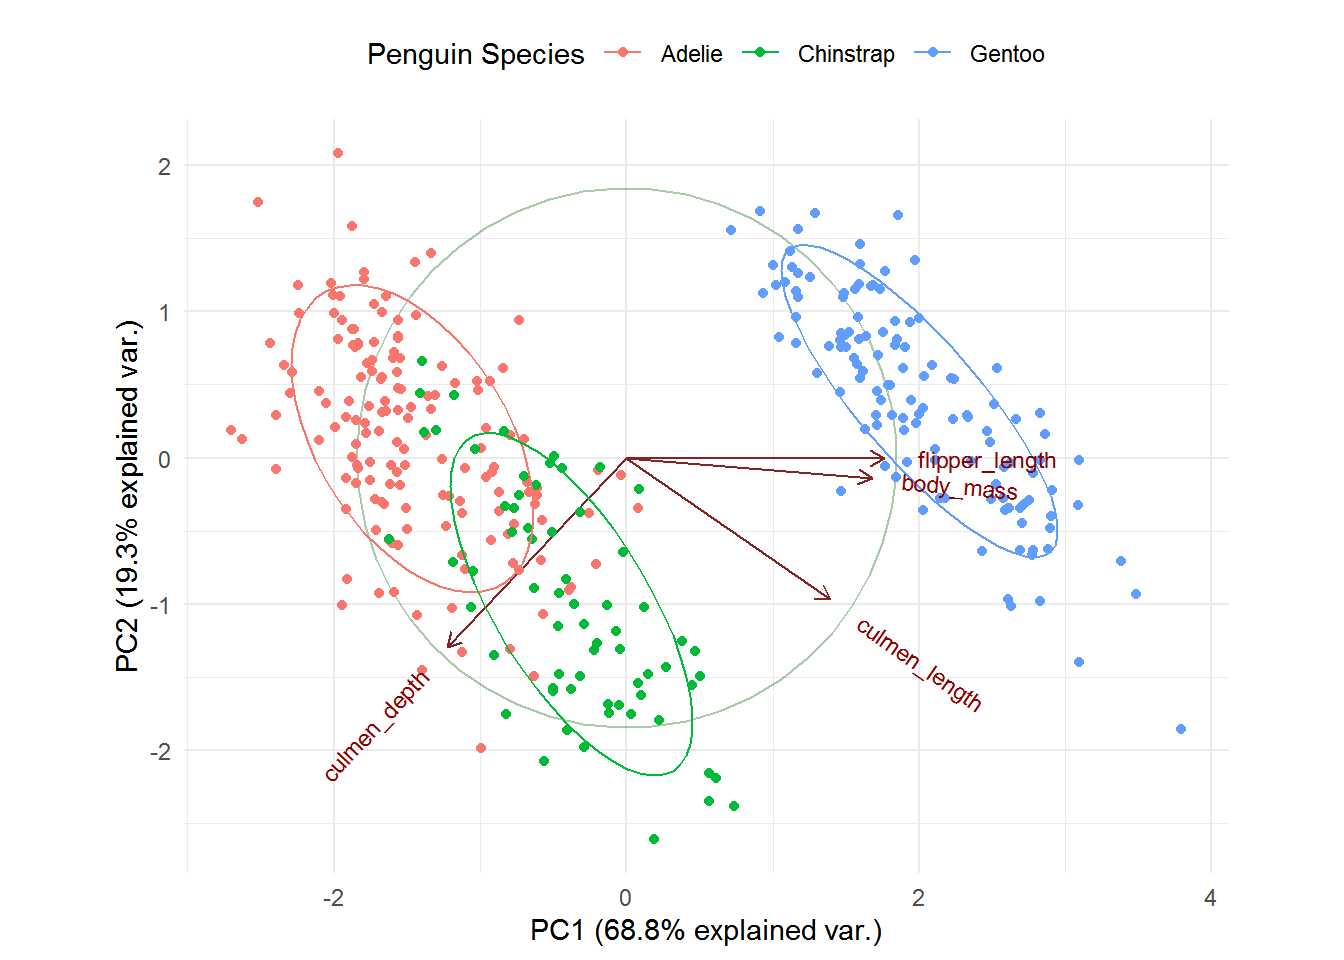 Penguin Species Adelie Chinstrap Gentoo
2
1
0
-1
-2
PC2 (19.3% explained var.)
flipper_length
body_mass
culmen_length
culmen_depth
-2 0 2 4
PC1 (68.8% explained var.)